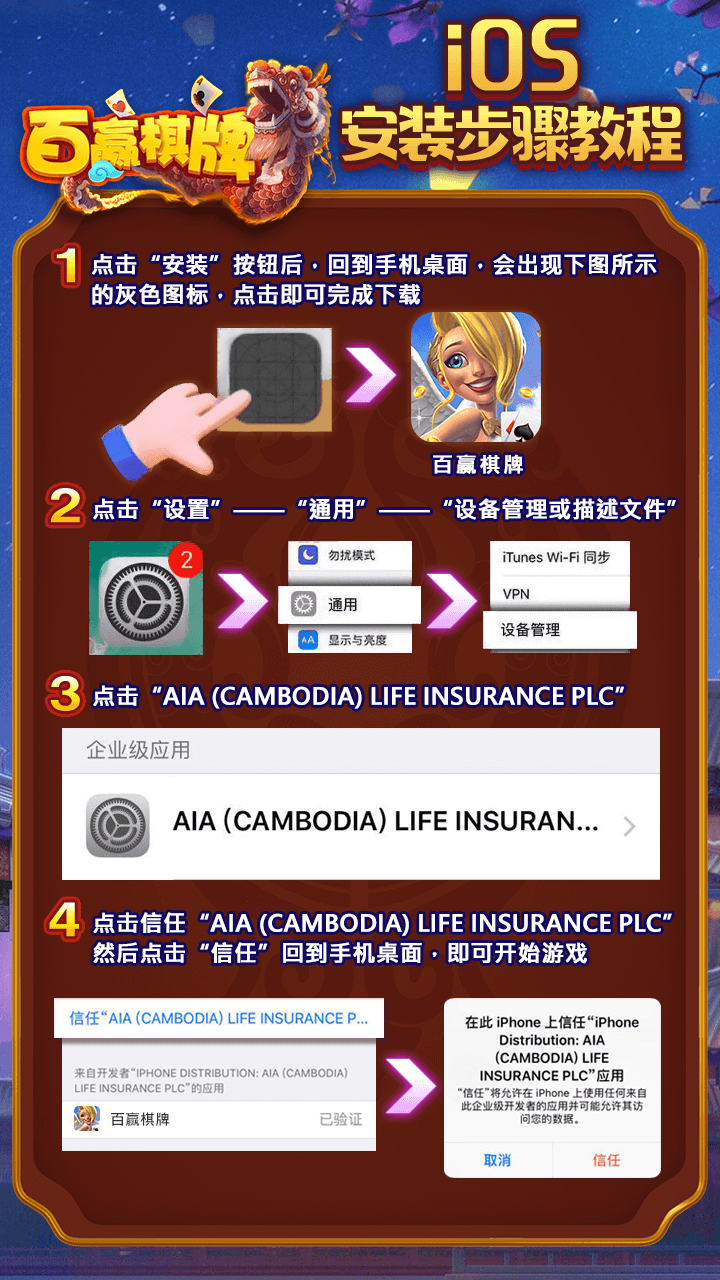 百赢棋牌
iOS
安装步骤教程
1 点击“安装”按钮后，回到手机桌面，会出现下图所示
的灰色图标，点击即可完成下载
百赢棋牌
2 点击“设置”——“通用”——“设备管理或描述文件”
2
勿扰模式
通用
AA 显示与亮度
iTunes Wi-Fi 同步
VPN
设备管理
3 点击“AIA (CAMBODIA) LIFE INSURANCE PLC”
企业级应用
AIA (CAMBODIA) LIFE INSURAN...
4 点击信任“AIA (CAMBODIA) LIFE INSURANCE PLC”
然后点击“信任”回到手机桌面，即可开始游戏
信任“AIA (CAMBODIA) LIFE INSURANCE P...
来自开发者“IPHONE DISTRIBUTION: AIA (CAMBODIA)
LIFE INSURANCE PLC”的应用
百赢棋牌 已验证
在此 iPhone 上信任“iPhone
Distribution: AIA
(CAMBODIA) LIFE
INSURANCE PLC”应用
“信任”将允许在 iPhone 上使用任何来自
此企业级开发者的应用并可能允许其访
问您的数据。
取消 信任